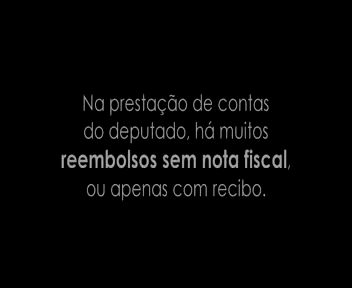 Na prestação de contas
do deputado, há muitos
reembolsos sem nota fiscal,
ou apenas com recibo.